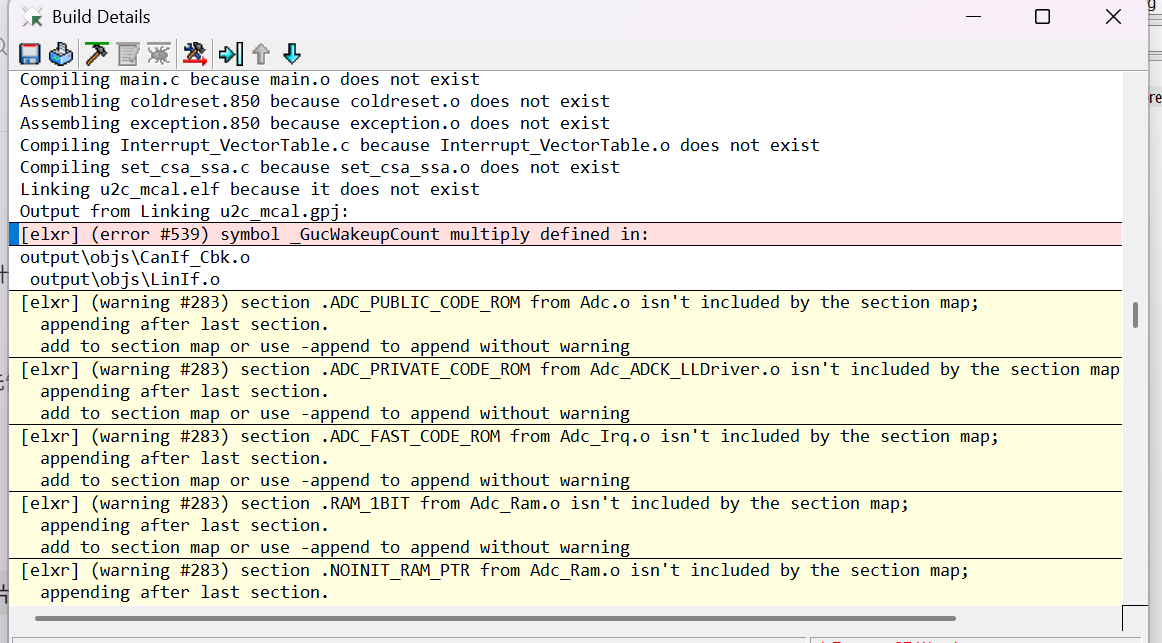 Build Details
Compiling main.c because main.o does not exist
Assembling coldreset.850 because coldreset.o does not exist
Assembling exception.850 because exception.o does not exist
Compiling Interrupt_VectorTable.c because Interrupt_VectorTable.o does not exist
Compiling set_csa_ssa.c because set_csa_ssa.o does not exist
Linking u2c_mcal.elf because it does not exist
Output from Linking u2c_mcal.gpj:
[elxr] (error #539) symbol _GucWakeupCount multiply defined in:
output\objs\CanIf_Cbk.o
output\objs\LinIf.o
[elxr] (warning #283) section .ADC_PUBLIC_CODE_ROM from Adc.o isn't included by the section map;
appending after last section.
add to section map or use -append to append without warning
[elxr] (warning #283) section .ADC_PRIVATE_CODE_ROM from Adc_ADCK_LLDriver.o isn't included by the section map
appending after last section.
add to section map or use -append to append without warning
[elxr] (warning #283) section .ADC_FAST_CODE_ROM from Adc_Irq.o isn't included by the section map;
appending after last section.
add to section map or use -append to append without warning
[elxr] (warning #283) section .RAM_1BIT from Adc_Ram.o isn't included by the section map;
appending after last section.
add to section map or use -append to append without warning
[elxr] (warning #283) section .NOINIT_RAM_PTR from Adc_Ram.o isn't included by the section map;
appending after last section.